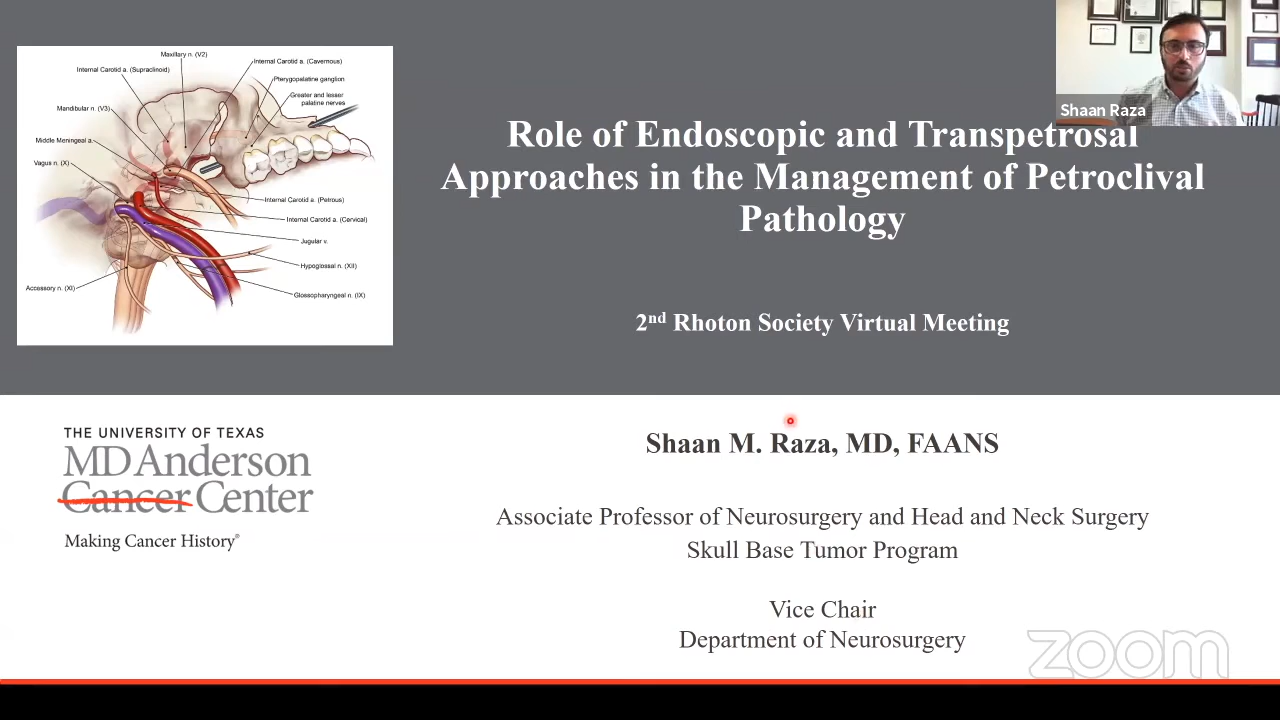 Maxillary n. (V2)
Internal Carotid a. (Supraclinoid)
Internal Carotid a. (Cavernous)
Pterygopalatine ganglion
Greater and lesser
palatine nerves
Mandibular n. (V3)
Middle Meningeal a.
Vagus n. (X)
Internal Carotid a. (Petrous)
Internal Carotid a. (Cervical)
Jugular v.
Hypoglossal n. (XII)
Accessory n. (XI)
Glossopharyngeal n. (IX)
Shaan Raza
Role of Endoscopic and Transpetrosal
Approaches in the Management of Petroclival
Pathology
2nd Rhoton Society Virtual Meeting
THE UNIVERSITY OF TEXAS
MD Anderson
Cancer Center
Making Cancer History®
Shaan M. Raza, MD, FAANS
Associate Professor of Neurosurgery and Head and Neck Surgery
Skull Base Tumor Program
Vice Chair
Department of Neurosurgery
zoom